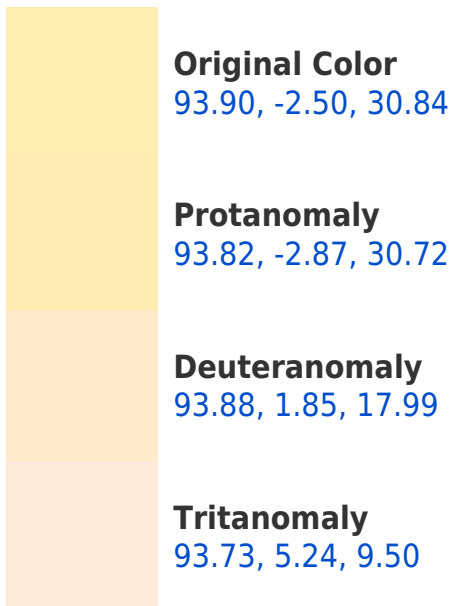 Original Color
93.90, -2.50, 30.84
Protanomaly
93.82, -2.87, 30.72
Deuteranomaly
93.88, 1.85, 17.99
Tritanomaly
93.73, 5.24, 9.50